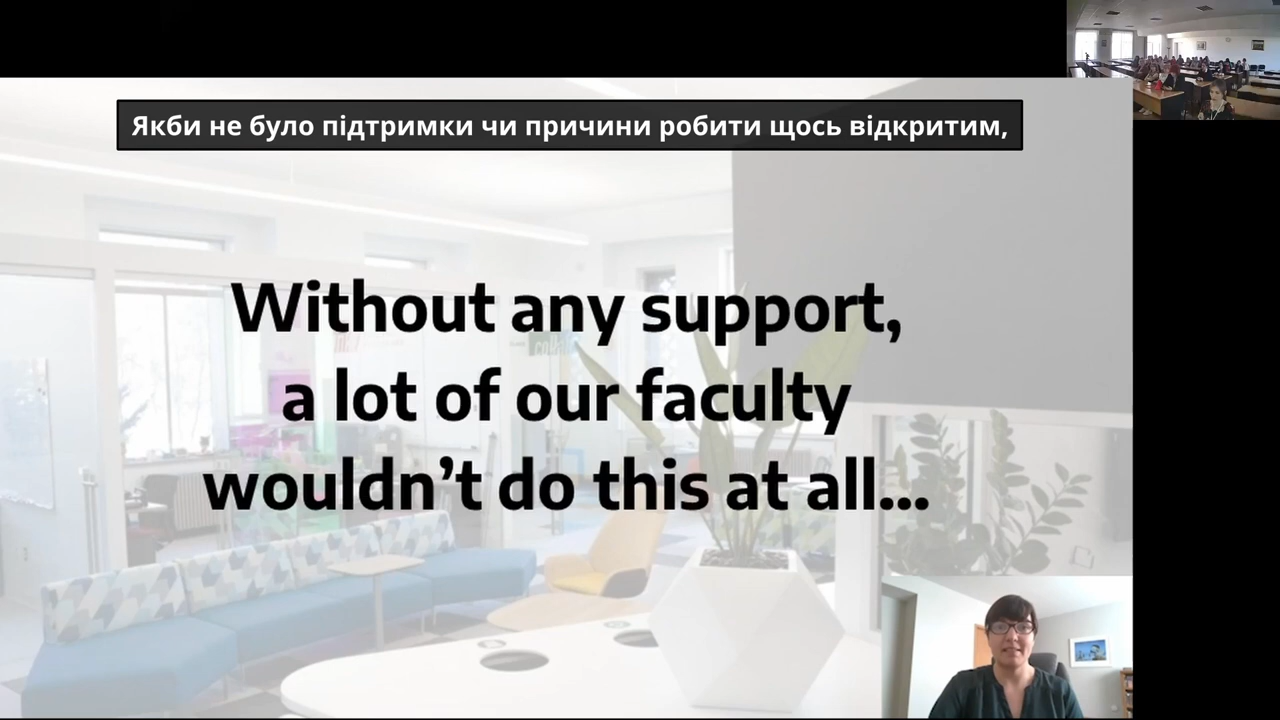 Якби не було підтримки чи причини робити щось відкритим,
Without any support,
a lot of our faculty
wouldn’t do this at all...